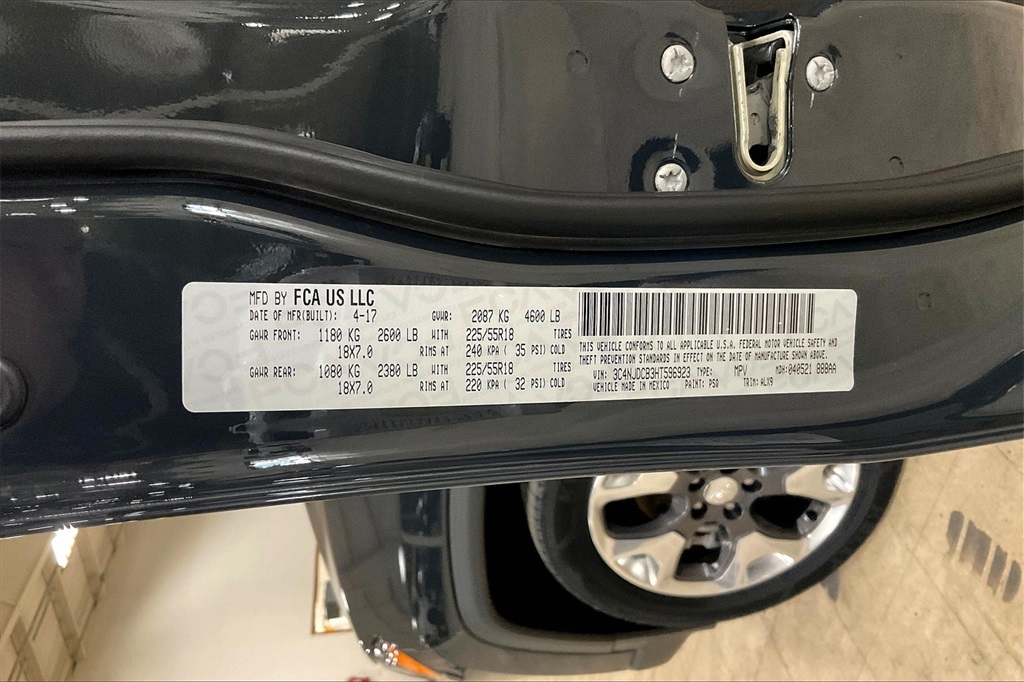 MFD BY FCA US LLC
DATE OF MFR(BUILT): 4-17 GVWR: 2087 KG 4600 LB
GAWR FRONT: 1180 KG 2600 LB WITH 225/55R18 TIRES
18X7.0 RIMS AT 240 KPA ( 35 PSI) COLD
GAWR REAR: 1080 KG 2380 LB WITH 225/55R18 TIRES
18X7.0 RIMS AT 220 KPA ( 32 PSI) COLD
THIS VEHICLE CONFORMS TO ALL APPLICABLE U.S.A. FEDERAL MOTOR VEHICLE SAFETY AND
THEFT PREVENTION STANDARDS IN EFFECT ON THE DATE OF MANUFACTURE SHOWN ABOVE.
VIN: 3C4NJDCB3HT596923 TYPE: MPV MDH: 040521 888AA
VEHICLE MADE IN MEXICO PAINT: PSQ TRIM: ALX9